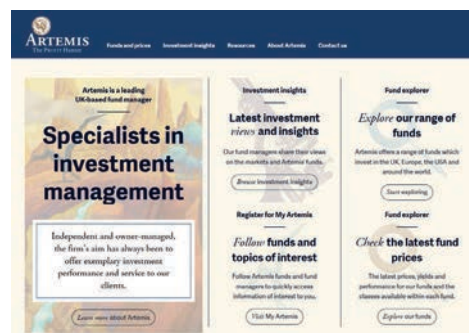 ARTEMIS
The PROFIT Hunter
Funds and prices
Investment insights
Resources
About Artemis
Contact us
Artemis is a leading
UK-based fund manager
Specialists in
investment
management
Independent and owner-managed,
the firm's aim has always been to
offer exemplary investment
performance and service to our
clients.
Learn more about Artemis
Investment insights
Latest investment
views and insights
Our fund managers share their views
on the markets and Artemis' funds.
Browse investment insights
Fund explorer
Explore our range of
funds
Artemis offers a range of funds which
invest in the UK, Europe, the USA and
around the world.
Start exploring
Register for My Artemis
Follow funds and
topics of interest
Follow Artemis funds and fund
managers to quickly access
information of interest to you.
Visit My Artemis
Fund explorer
Check the latest fund
prices
The latest prices, yields and
performance for our funds and the
classes available within each fund.
Explore our funds